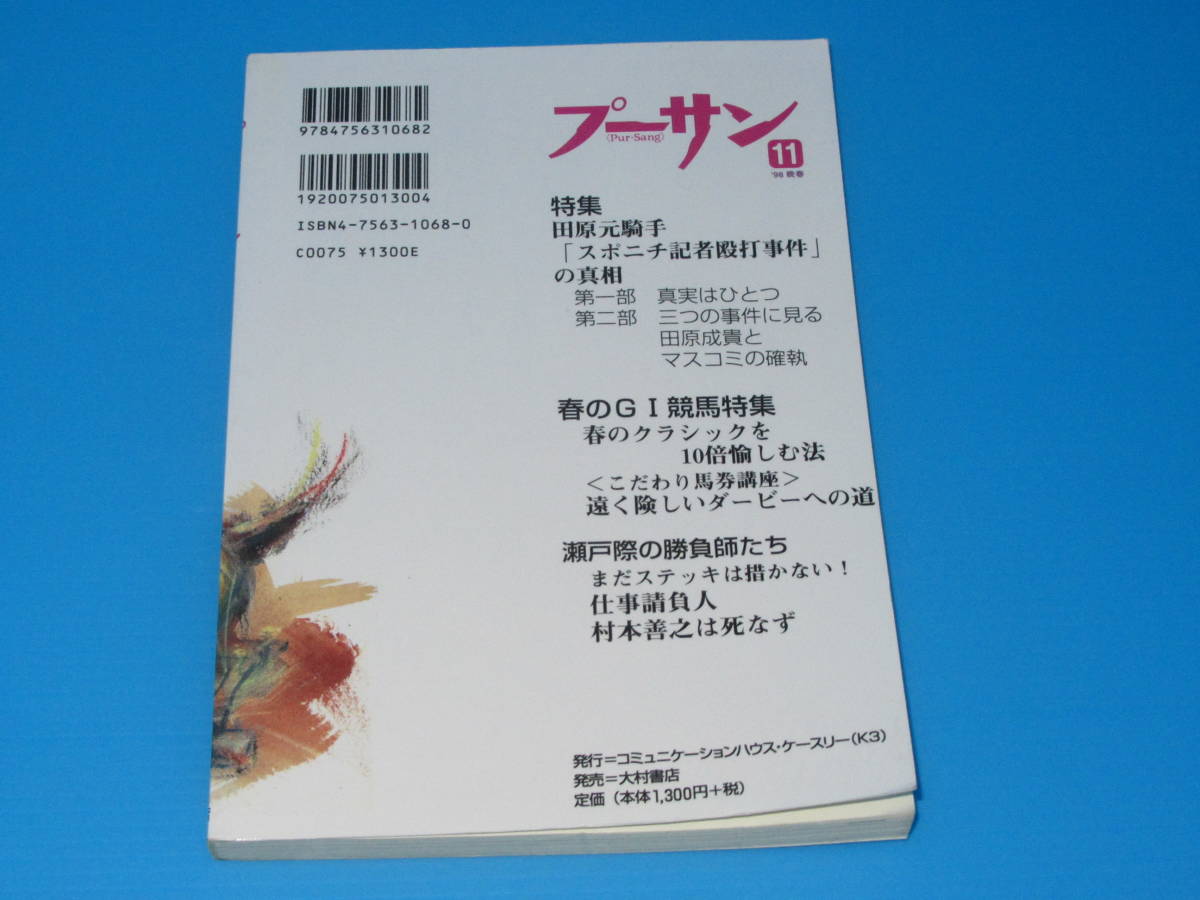 9784756310682
1920075013004
ISBN4-7563-1068-0
C0075 ¥1300E
プーサン
〈Pur-Sang〉
11
'98 晩春
特集
田原元騎手
「スポニチ記者殴打事件」
の真相
第一部 真実はひとつ
第二部 三つの事件に見る
田原成貴と
マスコミの確執
春のGⅠ競馬特集
春のクラシックを
10倍愉しむ法
<こだわり馬券講座>
遠く険しいダービーへの道
瀬戸際の勝負師たち
まだステッキは措かない！
仕事請負人
村本善之は死なず
発行＝コミュニケーションハウス・ケースリー（K3）
発売＝大村書店
定価（本体1,300円+税）